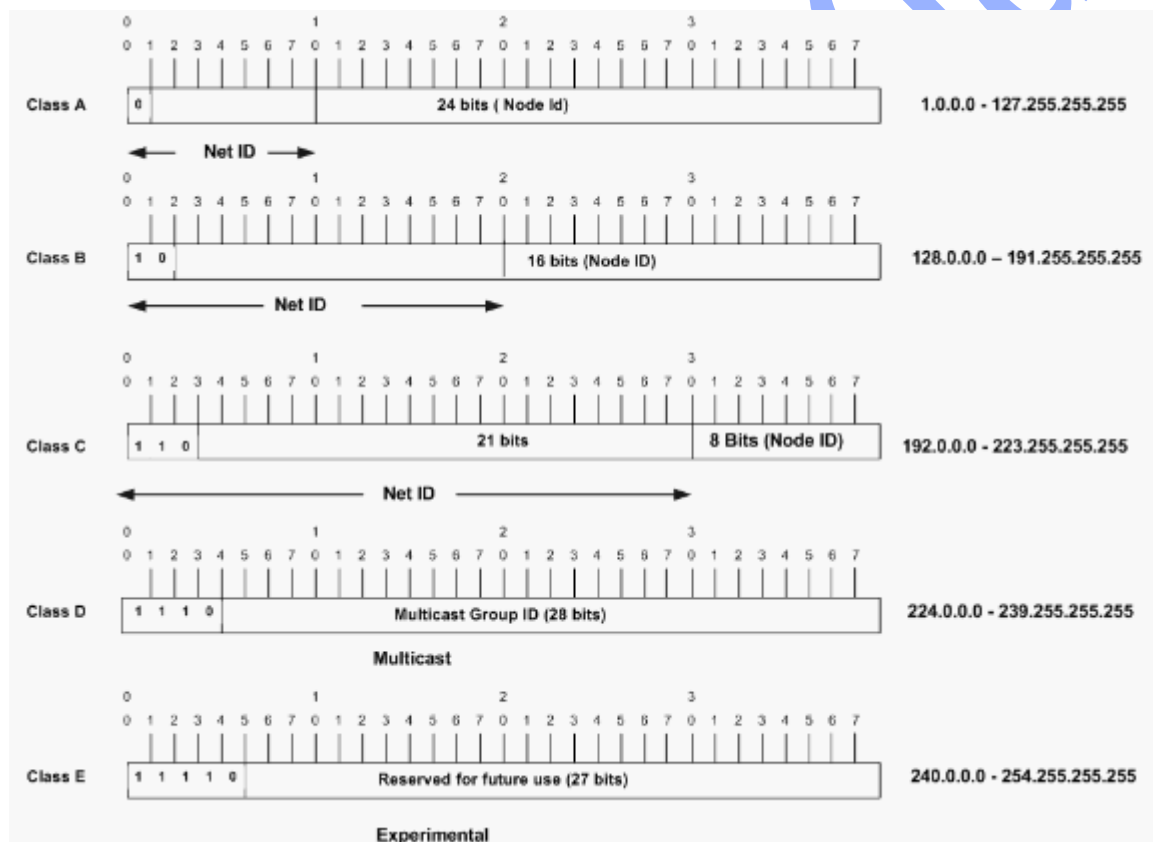 0 1 2 3
0 1 2 3 4 5 6 7 0 1 2 3 4 5 6 7 0 1 2 3 4 5 6 7 0 1 2 3 4 5 6 7
Class A 0 24 bits ( Node Id) 1.0.0.0 - 127.255.255.255
Net ID
0 1 2 3
0 1 2 3 4 5 6 7 0 1 2 3 4 5 6 7 0 1 2 3 4 5 6 7 0 1 2 3 4 5 6 7
Class B 1 0 16 bits (Node ID) 128.0.0.0 – 191.255.255.255
Net ID
0 1 2 3
0 1 2 3 4 5 6 7 0 1 2 3 4 5 6 7 0 1 2 3 4 5 6 7 0 1 2 3 4 5 6 7
Class C 1 1 0 21 bits 8 Bits (Node ID) 192.0.0.0 - 223.255.255.255
Net ID
0 1 2 3
0 1 2 3 4 5 6 7 0 1 2 3 4 5 6 7 0 1 2 3 4 5 6 7 0 1 2 3 4 5 6 7
Class D 1 1 1 0 Multicast Group ID (28 bits) 224.0.0.0 - 239.255.255.255
Multicast
0 1 2 3
0 1 2 3 4 5 6 7 0 1 2 3 4 5 6 7 0 1 2 3 4 5 6 7 0 1 2 3 4 5 6 7
Class E 1 1 1 1 0 Reserved for future use (27 bits) 240.0.0.0 - 254.255.255.255
Experimental